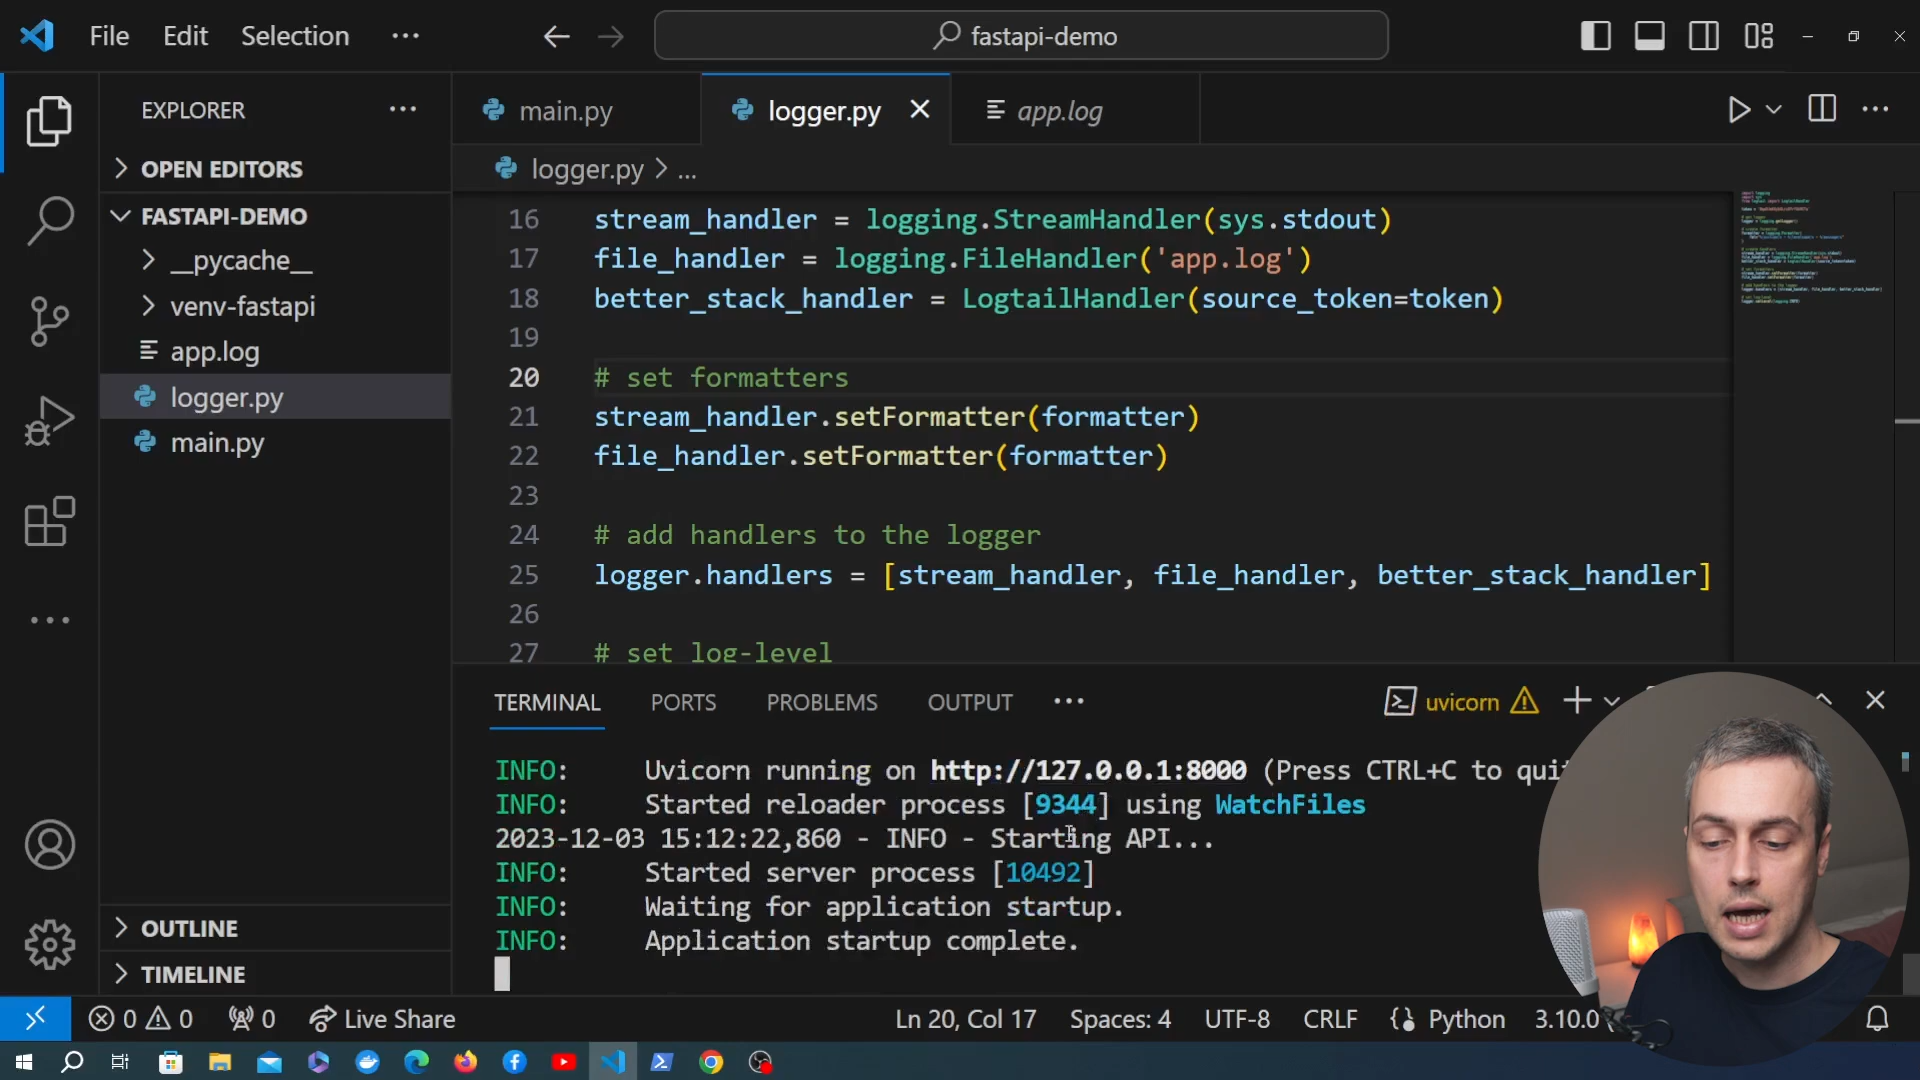 File Edit Selection ···
fastapi-demo
EXPLORER ···
OPEN EDITORS
FASTAPI-DEMO
__pycache__
venv-fastapi
app.log
logger.py
main.py
OUTLINE
TIMELINE
main.py logger.py app.log
logger.py > ...
16 stream_handler = logging.StreamHandler(sys.stdout)
17 file_handler = logging.FileHandler('app.log')
18 better_stack_handler = LogtailHandler(source_token=token)
19
20 # set formatters
21 stream_handler.setFormatter(formatter)
22 file_handler.setFormatter(formatter)
23
24 # add handlers to the logger
25 logger.handlers = [stream_handler, file_handler, better_stack_handler]
26
27 # set log-level
TERMINAL PORTS PROBLEMS OUTPUT ··· uvicorn
INFO: Uvicorn running on http://127.0.0.1:8000 (Press CTRL+C to qui
INFO: Started reloader process [9344] using WatchFiles
2023-12-03 15:12:22,860 - INFO - Starting API...
INFO: Started server process [10492]
INFO: Waiting for application startup.
INFO: Application startup complete.
0 0 0 Live Share Ln 20, Col 17 Spaces: 4 UTF-8 CRLF Python 3.10.0